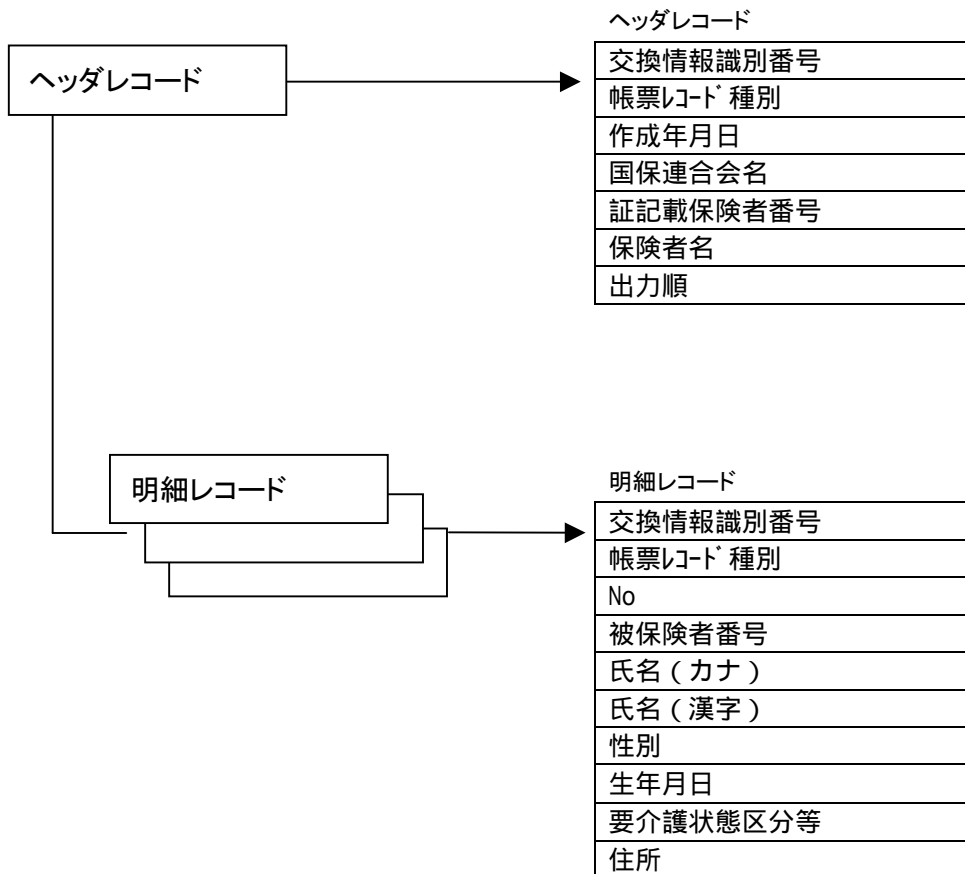 ヘッダレコード
ヘッダレコード
交換情報識別番号
帳票ﾚｺｰﾄﾞ種別
作成年月日
国保連合会名
証記載保険者番号
保険者名
出力順
明細レコード
明細レコード
交換情報識別番号
帳票ﾚｺｰﾄﾞ種別
No
被保険者番号
氏名(カナ)
氏名(漢字)
性別
生年月日
要介護状態区分等
住所